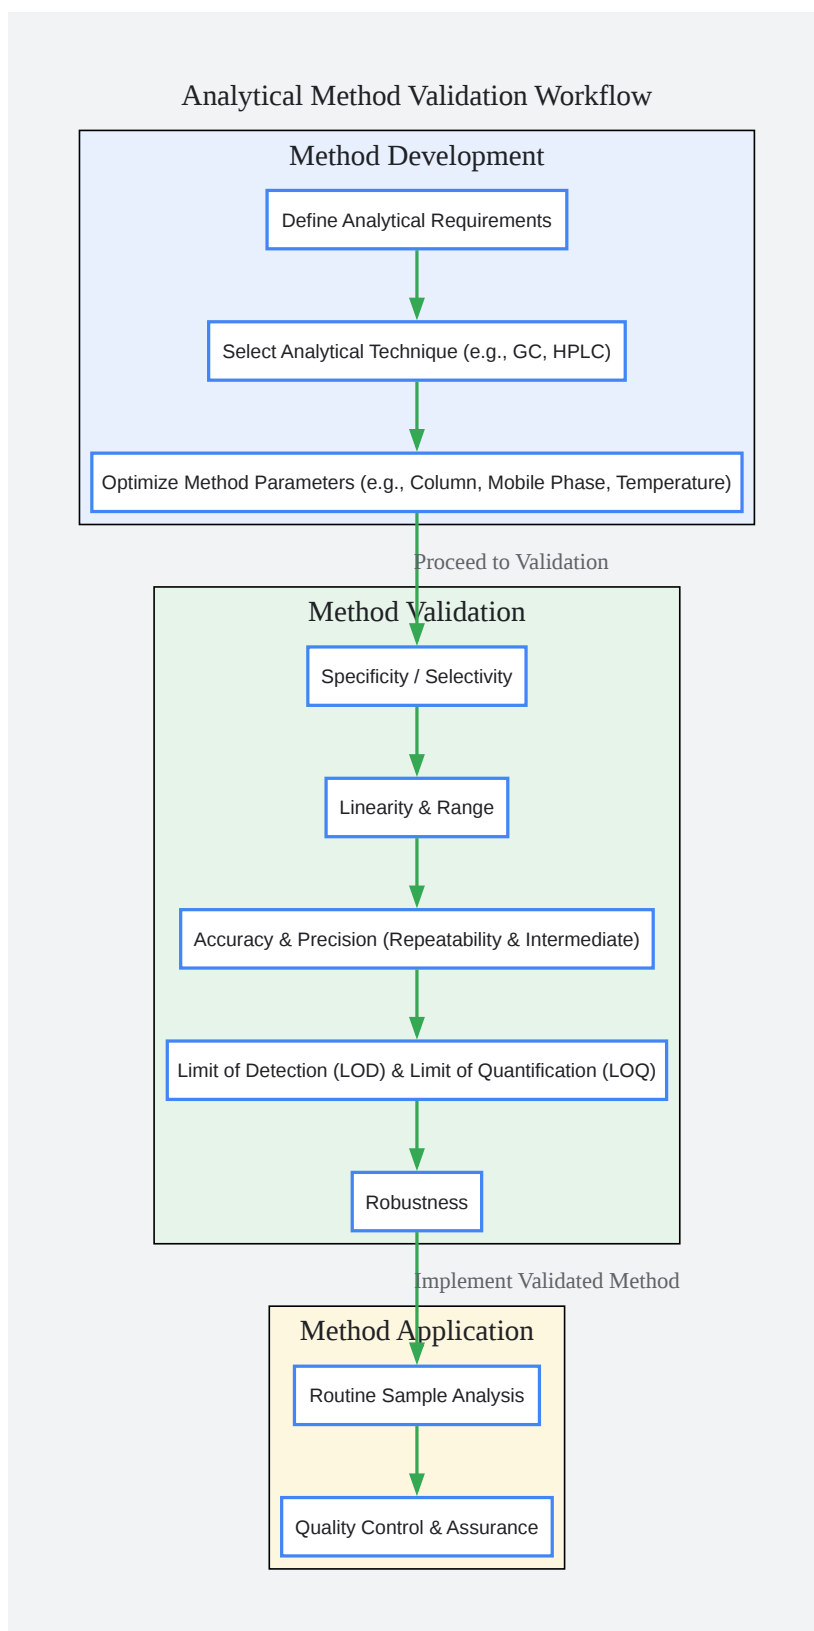 Analytical Method Validation Workflow
Method Development
Define Analytical Requirements
Select Analytical Technique (e.g., GC, HPLC)
Optimize Method Parameters (e.g., Column, Mobile Phase, Temperature)
Proceed to Validation
Method Validation
Specificity / Selectivity
Linearity & Range
Accuracy & Precision (Repeatability & Intermediate)
Limit of Detection (LOD) & Limit of Quantification (LOQ)
Robustness
Implement Validated Method
Method Application
Routine Sample Analysis
Quality Control & Assurance